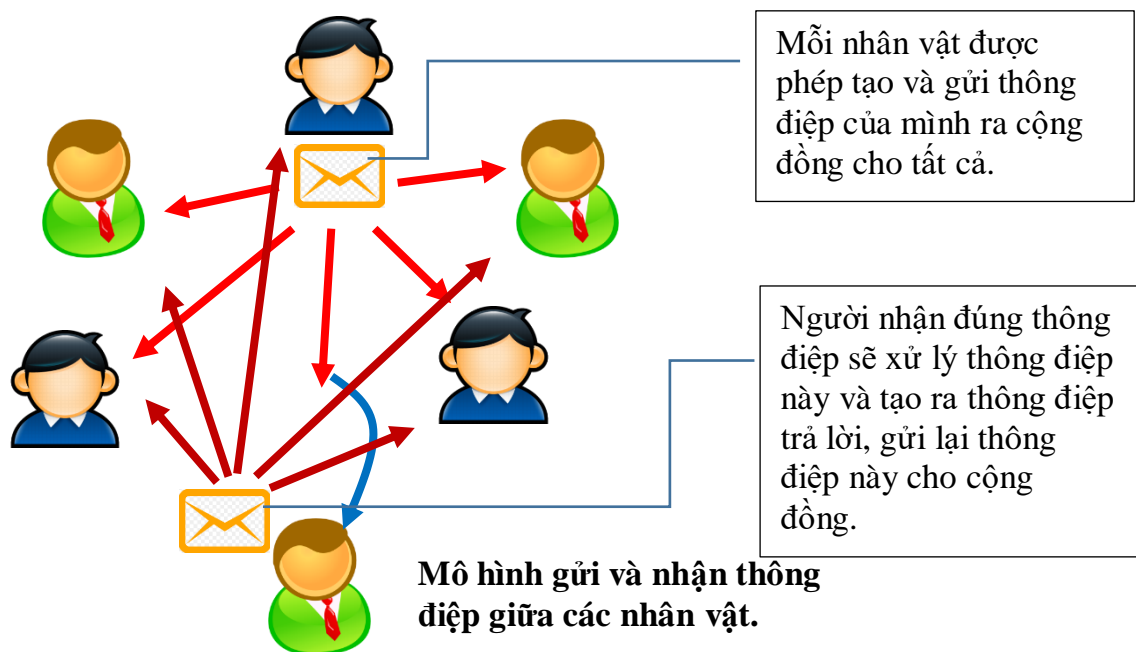 Mỗi nhân vật được
phép tạo và gửi thông
điệp của mình ra cộng
đồng cho tất cả.
Người nhận đúng thông
điệp sẽ xử lý thông điệp
này và tạo ra thông điệp
trả lời, gửi lại thông
điệp này cho cộng
đồng.
Mô hình gửi và nhận thông
điệp giữa các nhân vật.